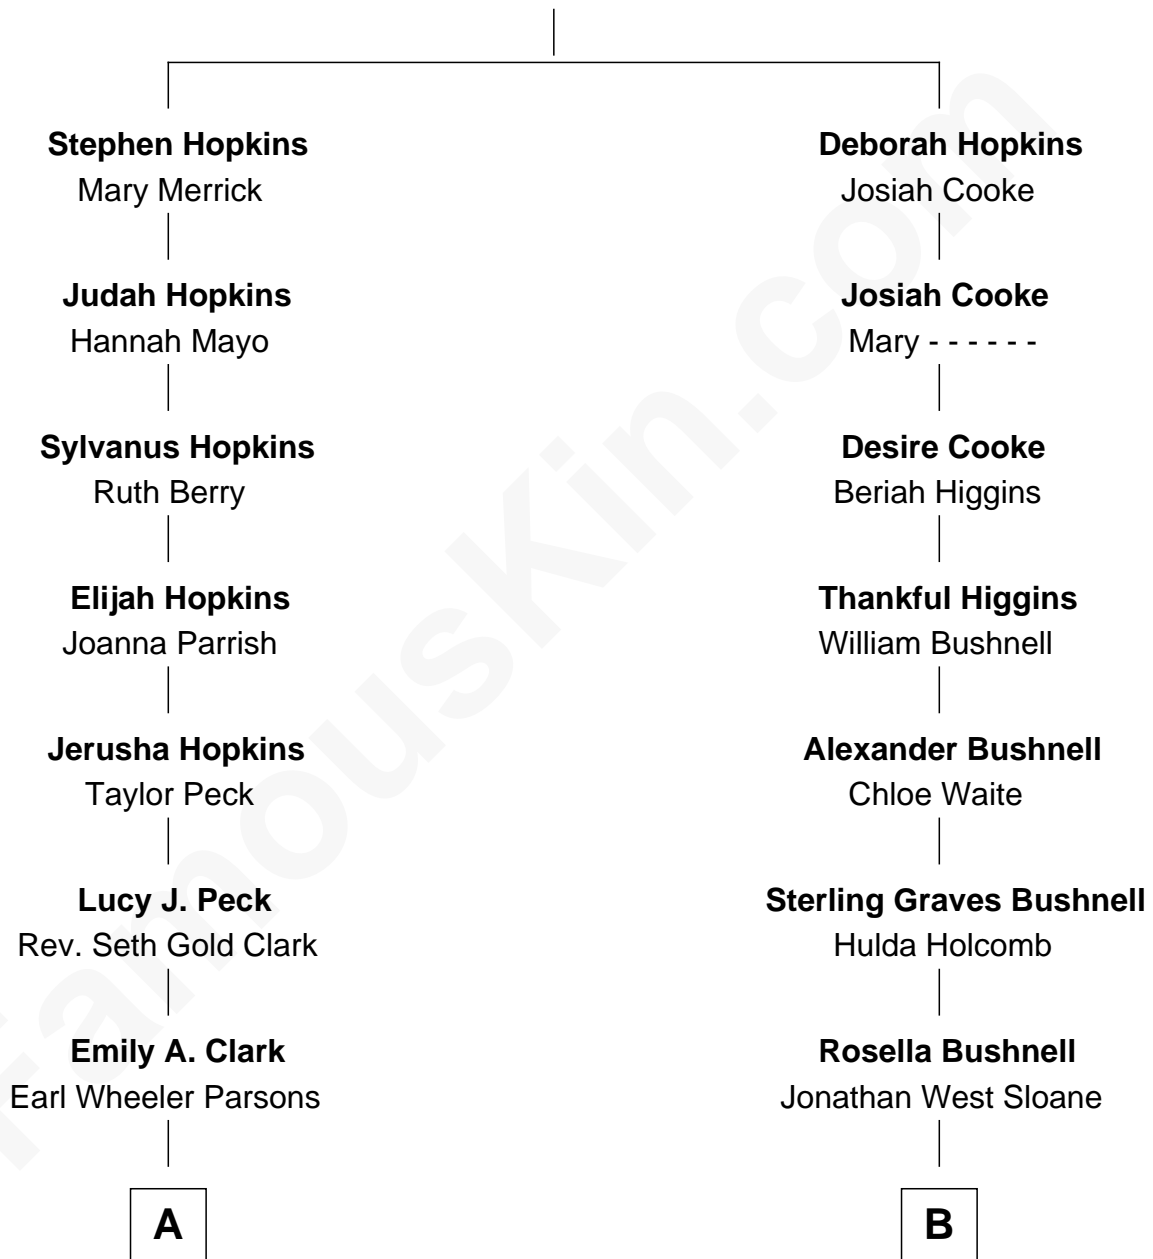 Stephen Hopkins
Mary Merrick
Judah Hopkins
Hannah Mayo
Sylvanus Hopkins
Ruth Berry
Elijah Hopkins
Joanna Parrish
Jerusha Hopkins
Taylor Peck
Lucy J. Peck
Rev. Seth Gold Clark
Emily A. Clark
Earl Wheeler Parsons
A
Deborah Hopkins
Josiah Cooke
Josiah Cooke
Mary - - - - - -
Desire Cooke
Beriah Higgins
Thankful Higgins
William Bushnell
Alexander Bushnell
Chloe Waite
Sterling Graves Bushnell
Hulda Holcomb
Rosella Bushnell
Jonathan West Sloane
B
FamousKin.com